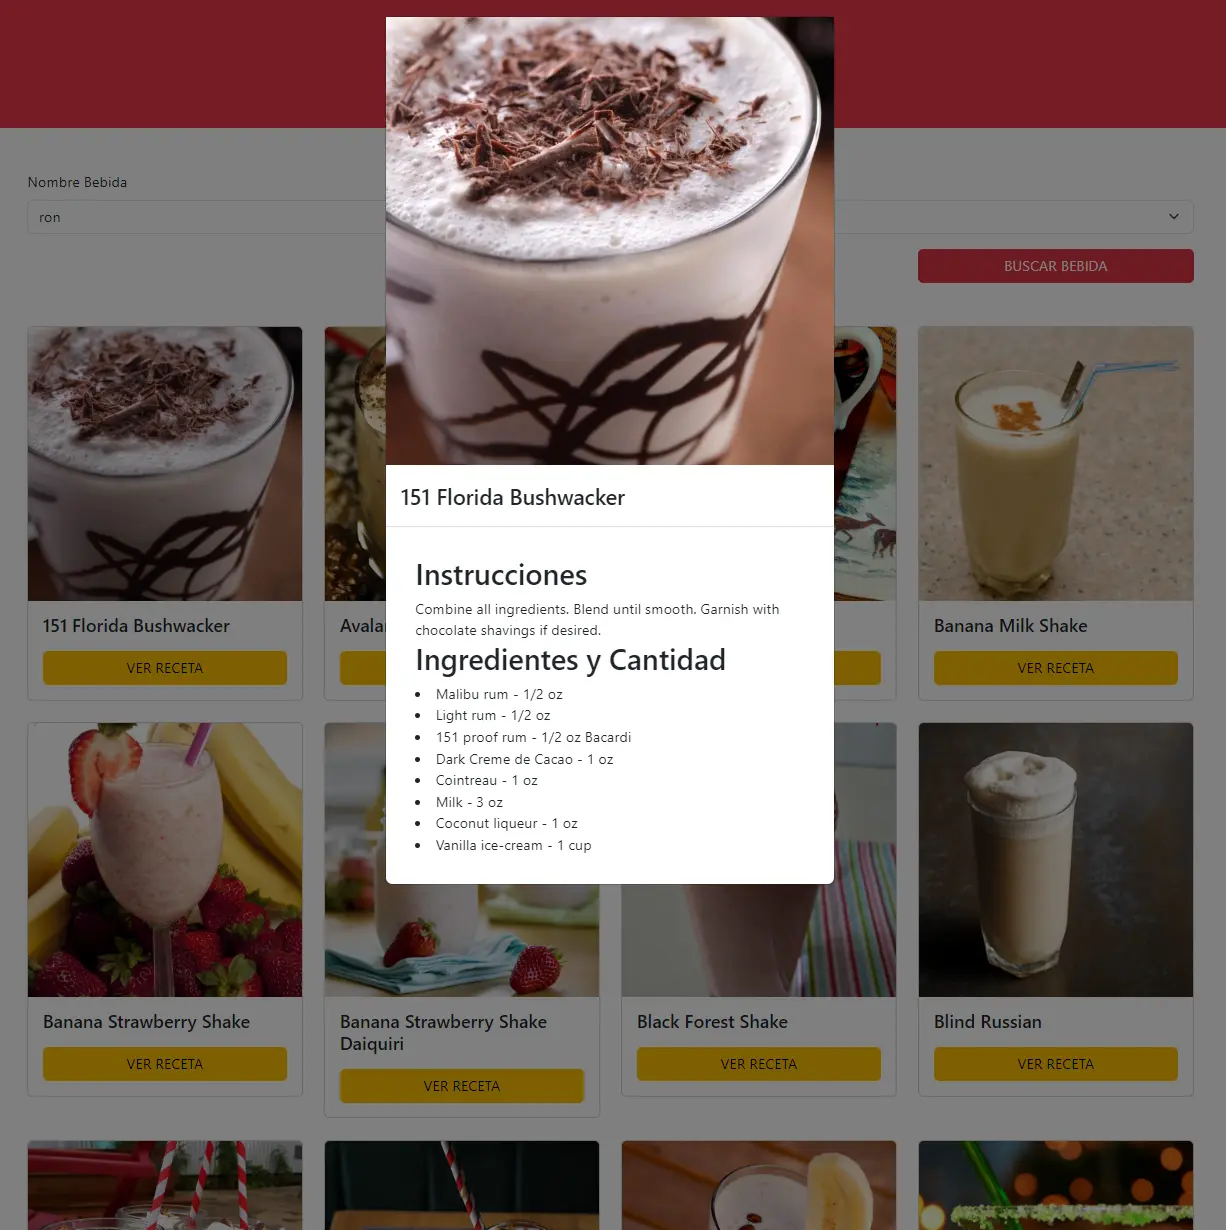 Nombre Bebida
ron
BUSCAR BEBIDA
151 Florida Bushwacker
Instrucciones
Combine all ingredients. Blend until smooth. Garnish with
chocolate shavings if desired.
Ingredientes y Cantidad
Malibu rum - 1/2 oz
Light rum - 1/2 oz
151 proof rum - 1/2 oz Bacardi
Dark Creme de Cacao - 1 oz
Cointreau - 1 oz
Milk - 3 oz
Coconut liqueur - 1 oz
Vanilla ice-cream - 1 cup
151 Florida Bushwacker
VER RECETA
Banana Milk Shake
VER RECETA
Banana Strawberry Shake
VER RECETA
Banana Strawberry Shake
Daiquiri
VER RECETA
Black Forest Shake
VER RECETA
Blind Russian
VER RECETA